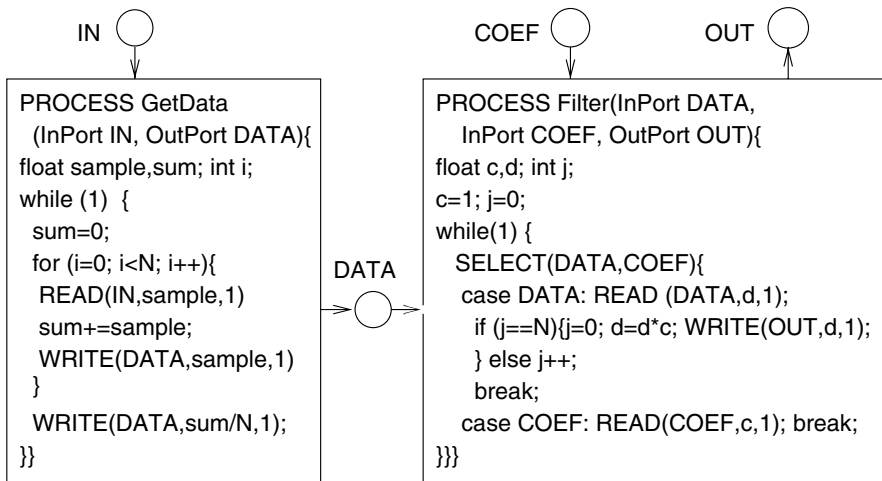 IN
COEF
OUT
PROCESS GetData
(InPort IN, OutPort DATA){
float sample,sum; int i;
while (1) {
sum=0;
for (i=0; i<N; i++){
READ(IN,sample,1)
sum+=sample;
WRITE(DATA,sample,1)
}
WRITE(DATA,sum/N,1);
}}
DATA
PROCESS Filter(InPort DATA,
InPort COEF, OutPort OUT){
float c,d; int j;
c=1; j=0;
while(1) {
SELECT(DATA,COEF){
case DATA: READ (DATA,d,1);
if (j==N){j=0; d=d*c; WRITE(OUT,d,1);
} else j++;
break;
case COEF: READ(COEF,c,1); break;
}}}